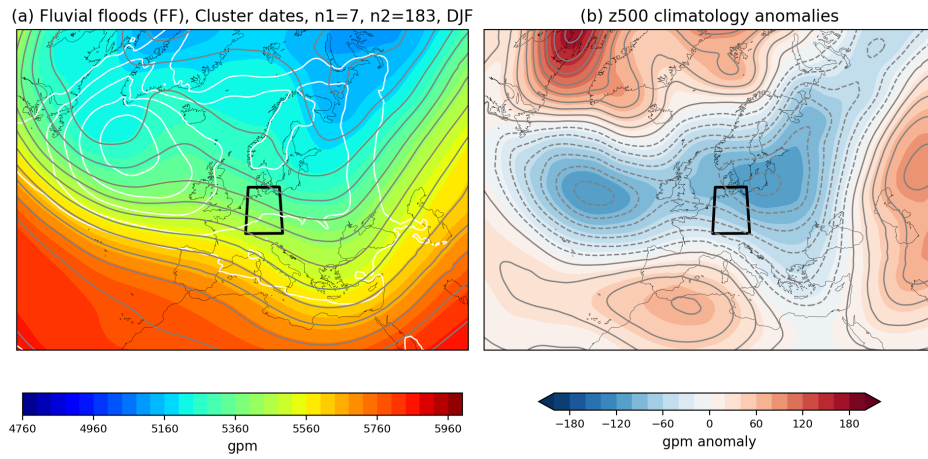 (a) Fluvial floods (FF), Cluster dates, n1=7, n2=183, DJF
(b) z500 climatology anomalies
4760 4960 5160 5360 5560 5760 5960
gpm
−180 −120 −60 0 60 120 180
gpm anomaly